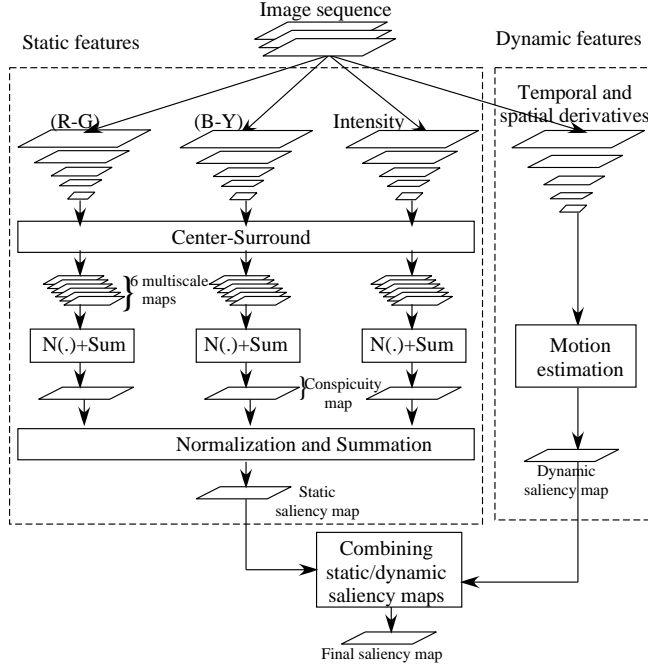 Image sequence
Static features
Dynamic features
Temporal and
spatial derivatives
(R-G)
(B-Y)
Intensity
Center-Surround
} 6 multiscale
maps
N(.)+Sum
N(.)+Sum
N(.)+Sum
Motion
estimation
} Conspicuity
map
Normalization and Summation
Dynamic
saliency map
Static
saliency map
Combining
static/dynamic
saliency maps
Final saliency map